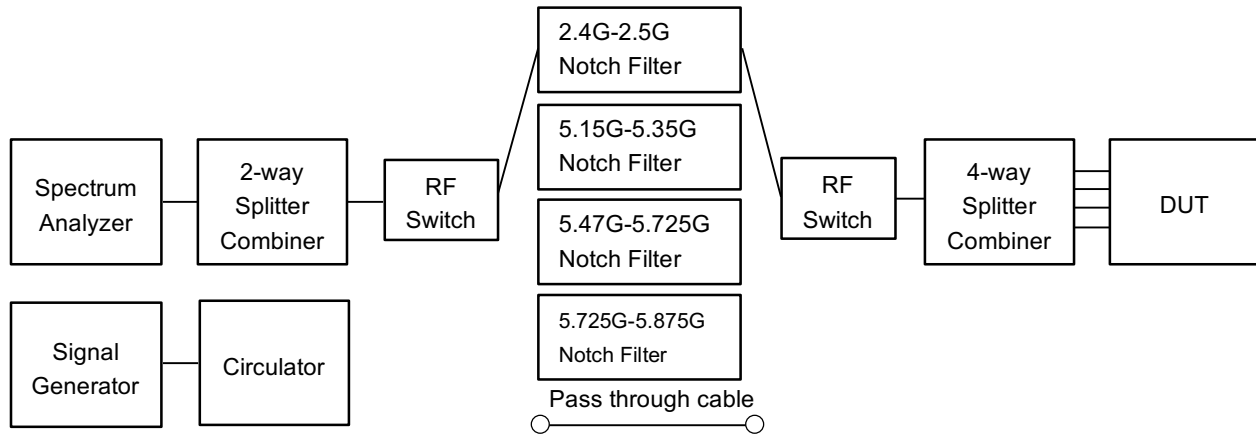 2.4G-2.5G
Notch Filter
5.15G-5.35G
Notch Filter
5.47G-5.725G
Notch Filter
5.725G-5.875G
Notch Filter
Pass through cable
Spectrum
Analyzer
2-way
Splitter
Combiner
RF
Switch
RF
Switch
4-way
Splitter
Combiner
DUT
Signal
Generator
Circulator